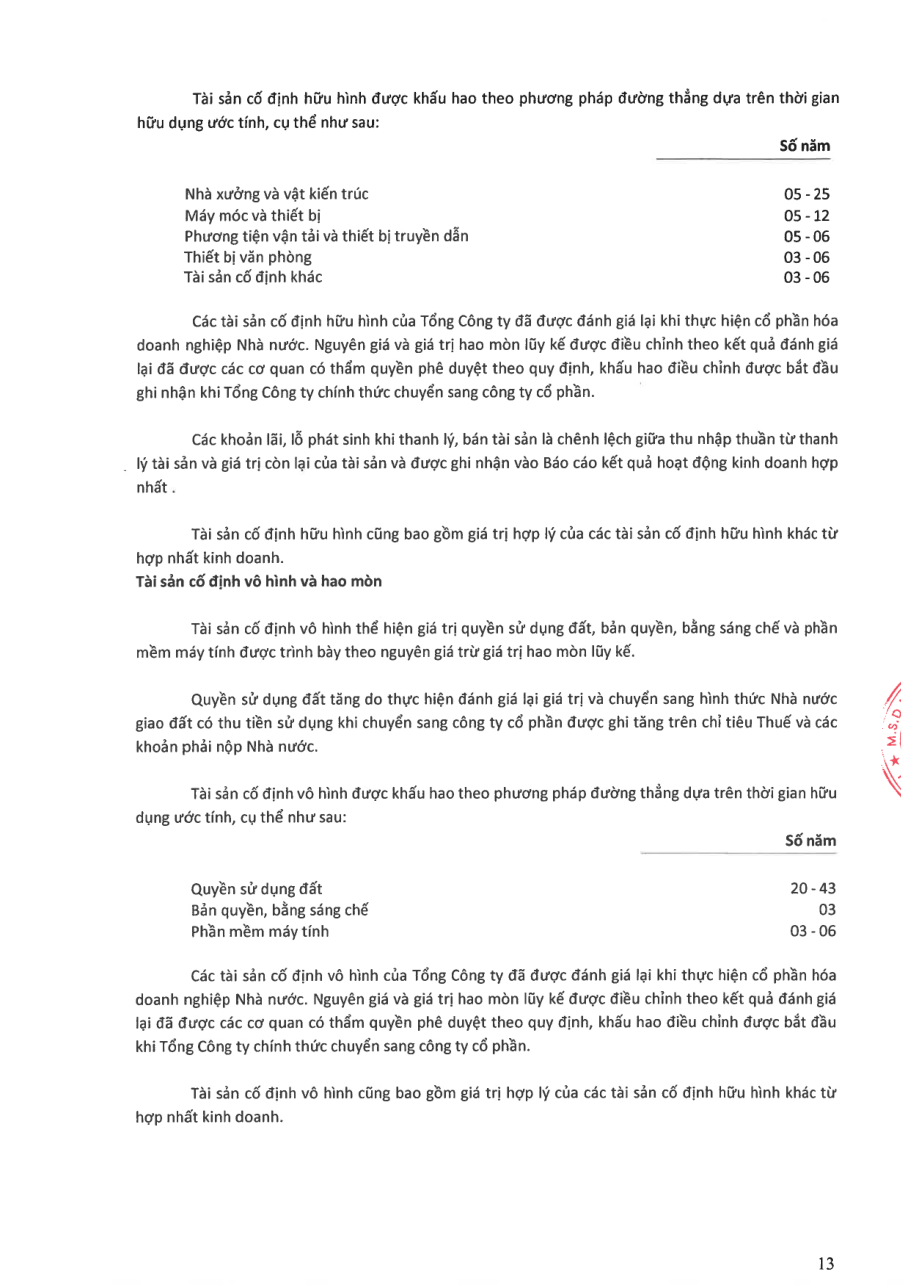 Tài sản cố định hữu hình được khấu hao theo phương pháp đường thẳng dựa trên thời gian
hữu dụng ước tính, cụ thể như sau:
Số năm
Nhà xưởng và vật kiến trúc 05 - 25
Máy móc và thiết bị 05 - 12
Phương tiện vận tải và thiết bị truyền dẫn 05 - 06
Thiết bị văn phòng 03 - 06
Tài sản cố định khác 03 - 06
Các tài sản cố định hữu hình của Tổng Công ty đã được đánh giá lại khi thực hiện cổ phần hóa
doanh nghiệp Nhà nước. Nguyên giá và giá trị hao mòn lũy kế được điều chỉnh theo kết quả đánh giá
lại đã được các cơ quan có thẩm quyền phê duyệt theo quy định, khấu hao điều chỉnh được bắt đầu
ghi nhận khi Tổng Công ty chính thức chuyển sang công ty cổ phần.
Các khoản lãi, lỗ phát sinh khi thanh lý, bán tài sản là chênh lệch giữa thu nhập thuần từ thanh
lý tài sản và giá trị còn lại của tài sản và được ghi nhận vào Báo cáo kết quả hoạt động kinh doanh hợp
nhất .
Tài sản cố định hữu hình cũng bao gồm giá trị hợp lý của các tài sản cố định hữu hình khác từ
hợp nhất kinh doanh.
Tài sản cố định vô hình và hao mòn
Tài sản cố định vô hình thể hiện giá trị quyền sử dụng đất, bản quyền, bằng sáng chế và phần
mềm máy tính được trình bày theo nguyên giá trừ giá trị hao mòn lũy kế.
Quyền sử dụng đất tăng do thực hiện đánh giá lại giá trị và chuyển sang hình thức Nhà nước
giao đất có thu tiền sử dụng khi chuyển sang công ty cổ phần được ghi tăng trên chỉ tiêu Thuế và các
khoản phải nộp Nhà nước.
Tài sản cố định vô hình được khấu hao theo phương pháp đường thẳng dựa trên thời gian hữu
dụng ước tính, cụ thể như sau:
Số năm
Quyền sử dụng đất 20 - 43
Bản quyền, bằng sáng chế 03
Phần mềm máy tính 03 - 06
Các tài sản cố định vô hình của Tổng Công ty đã được đánh giá lại khi thực hiện cổ phần hóa
doanh nghiệp Nhà nước. Nguyên giá và giá trị hao mòn lũy kế được điều chỉnh theo kết quả đánh giá
lại đã được các cơ quan có thẩm quyền phê duyệt theo quy định, khấu hao điều chỉnh được bắt đầu
khi Tổng Công ty chính thức chuyển sang công ty cổ phần.
Tài sản cố định vô hình cũng bao gồm giá trị hợp lý của các tài sản cố định hữu hình khác từ
hợp nhất kinh doanh.
M.S.D
13